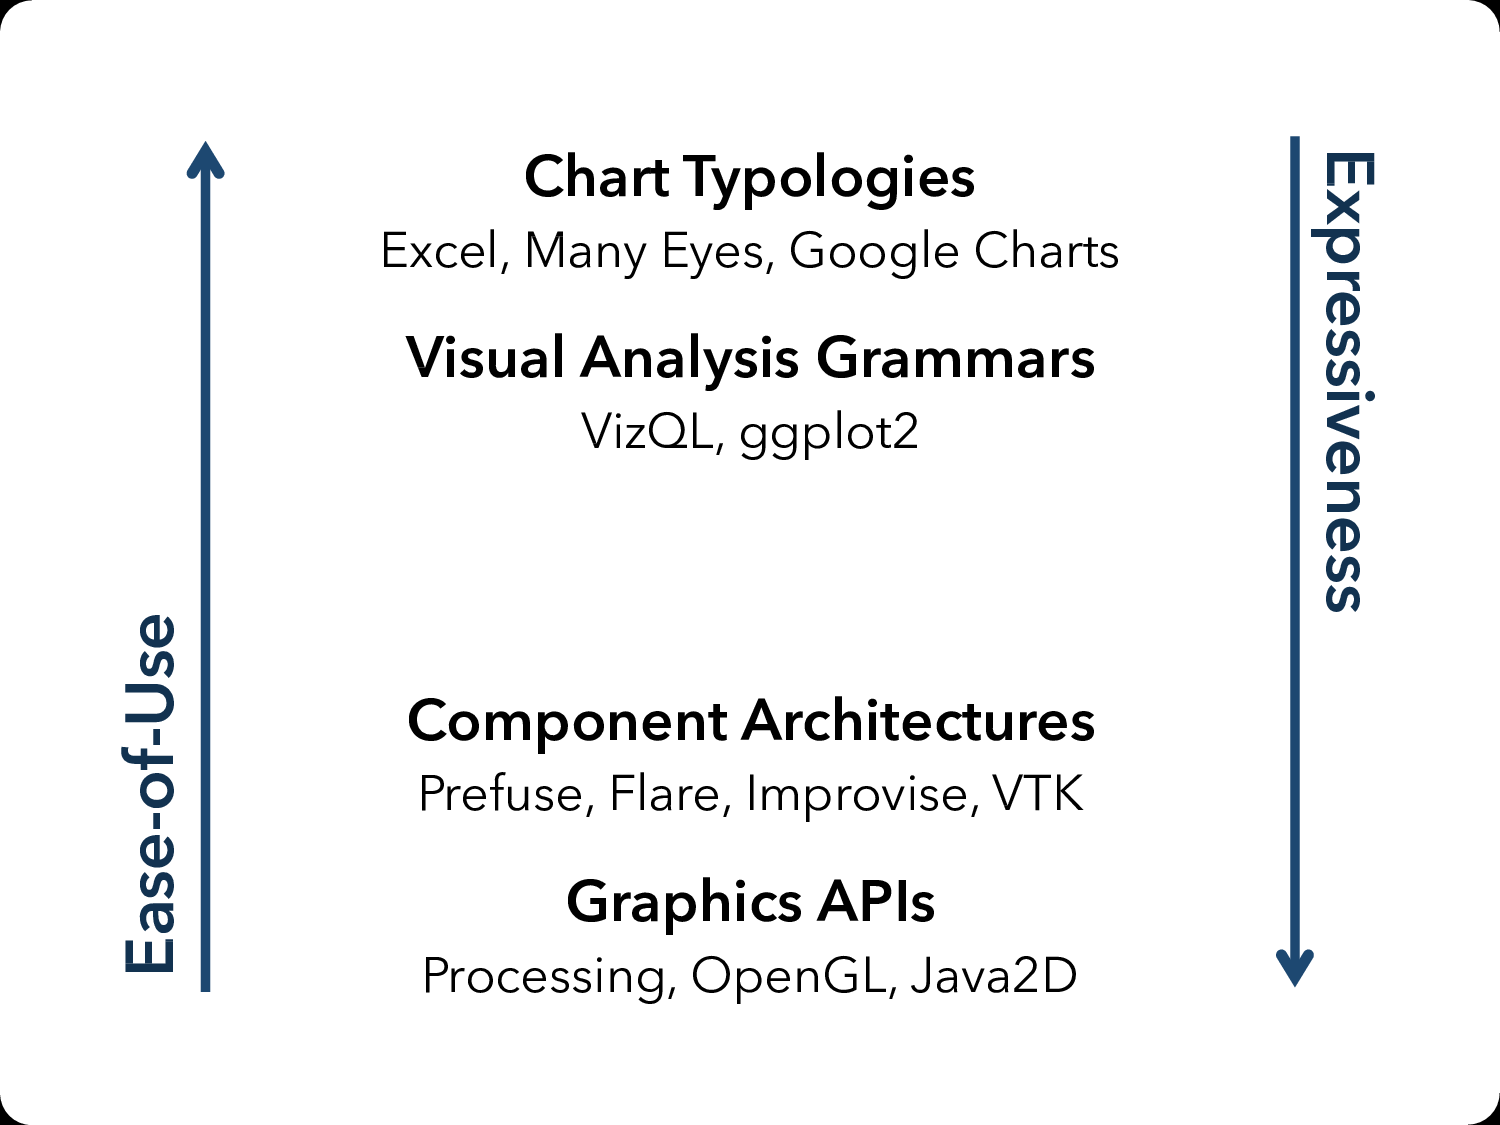 Chart Typologies
Excel, Many Eyes, Google Charts
Visual Analysis Grammars
VizQL, ggplot2
Component Architectures
Prefuse, Flare, Improvise, VTK
Graphics APIs
Processing, OpenGL, Java2D
Ease-of-Use
Expressiveness